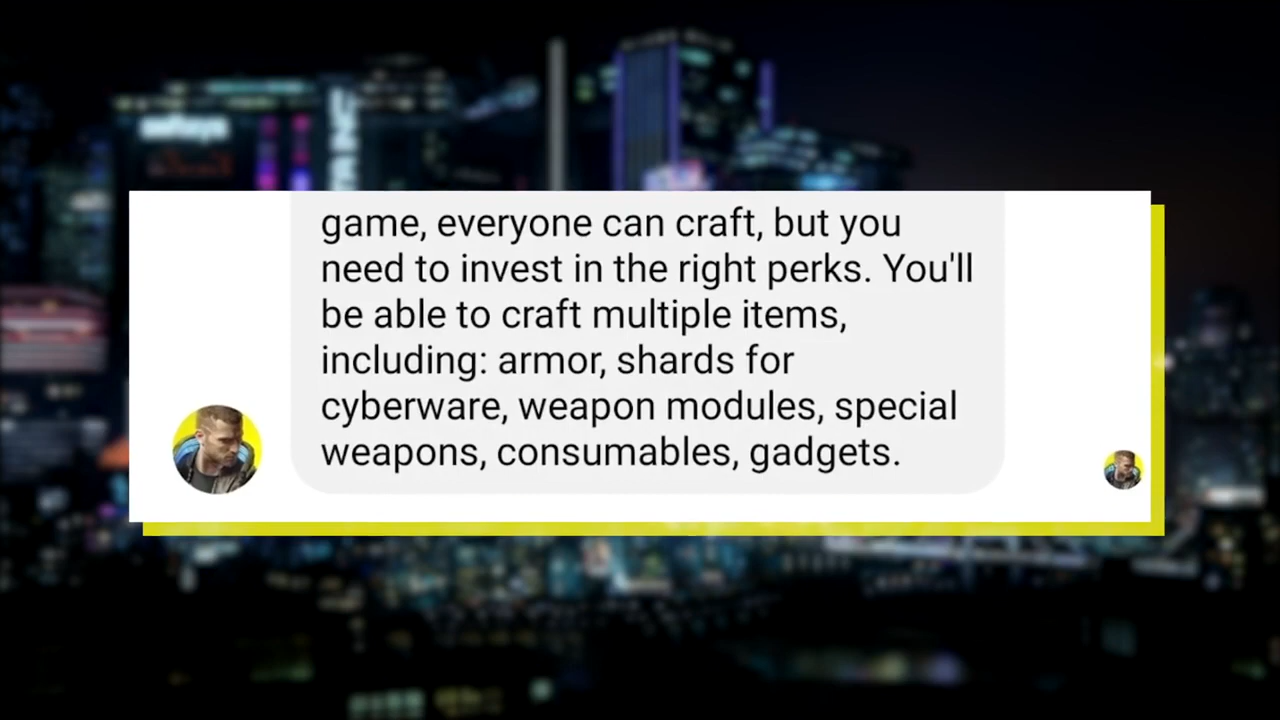 game, everyone can craft, but you
need to invest in the right perks. You'll
be able to craft multiple items,
including: armor, shards for
cyberware, weapon modules, special
weapons, consumables, gadgets.